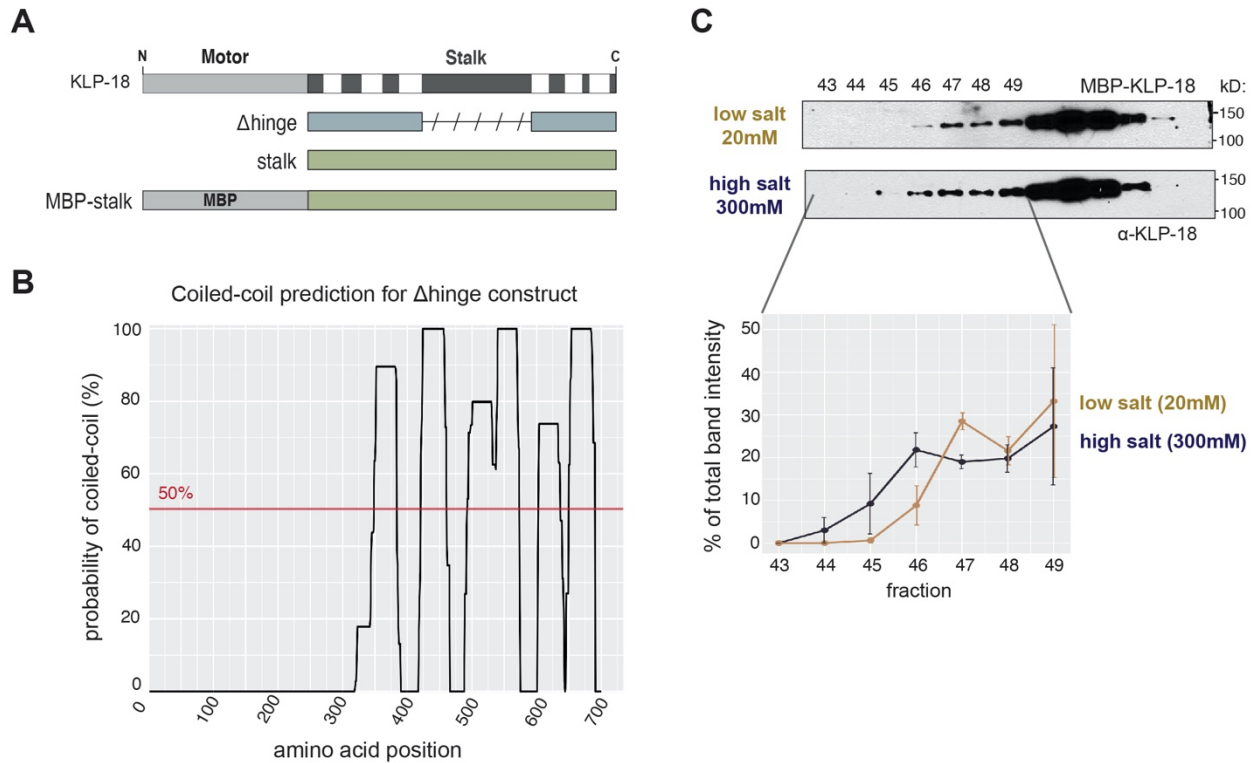 A
N
Motor
Stalk
C
KLP-18
Δhinge
stalk
MBP-stalk
MBP
B
Coiled-coil prediction for Δhinge construct
probability of coiled-coil (%)
100
80
60
50%
40
20
0
0 100 200 300 400 500 600 700
amino acid position
C
43 44 45 46 47 48 49 MBP-KLP-18 kD:
low salt
20mM
150
100
high salt
300mM
150
100
α-KLP-18
% of total band intensity
50
40
30
20
10
0
43 44 45 46 47 48 49
fraction
low salt (20mM)
high salt (300mM)